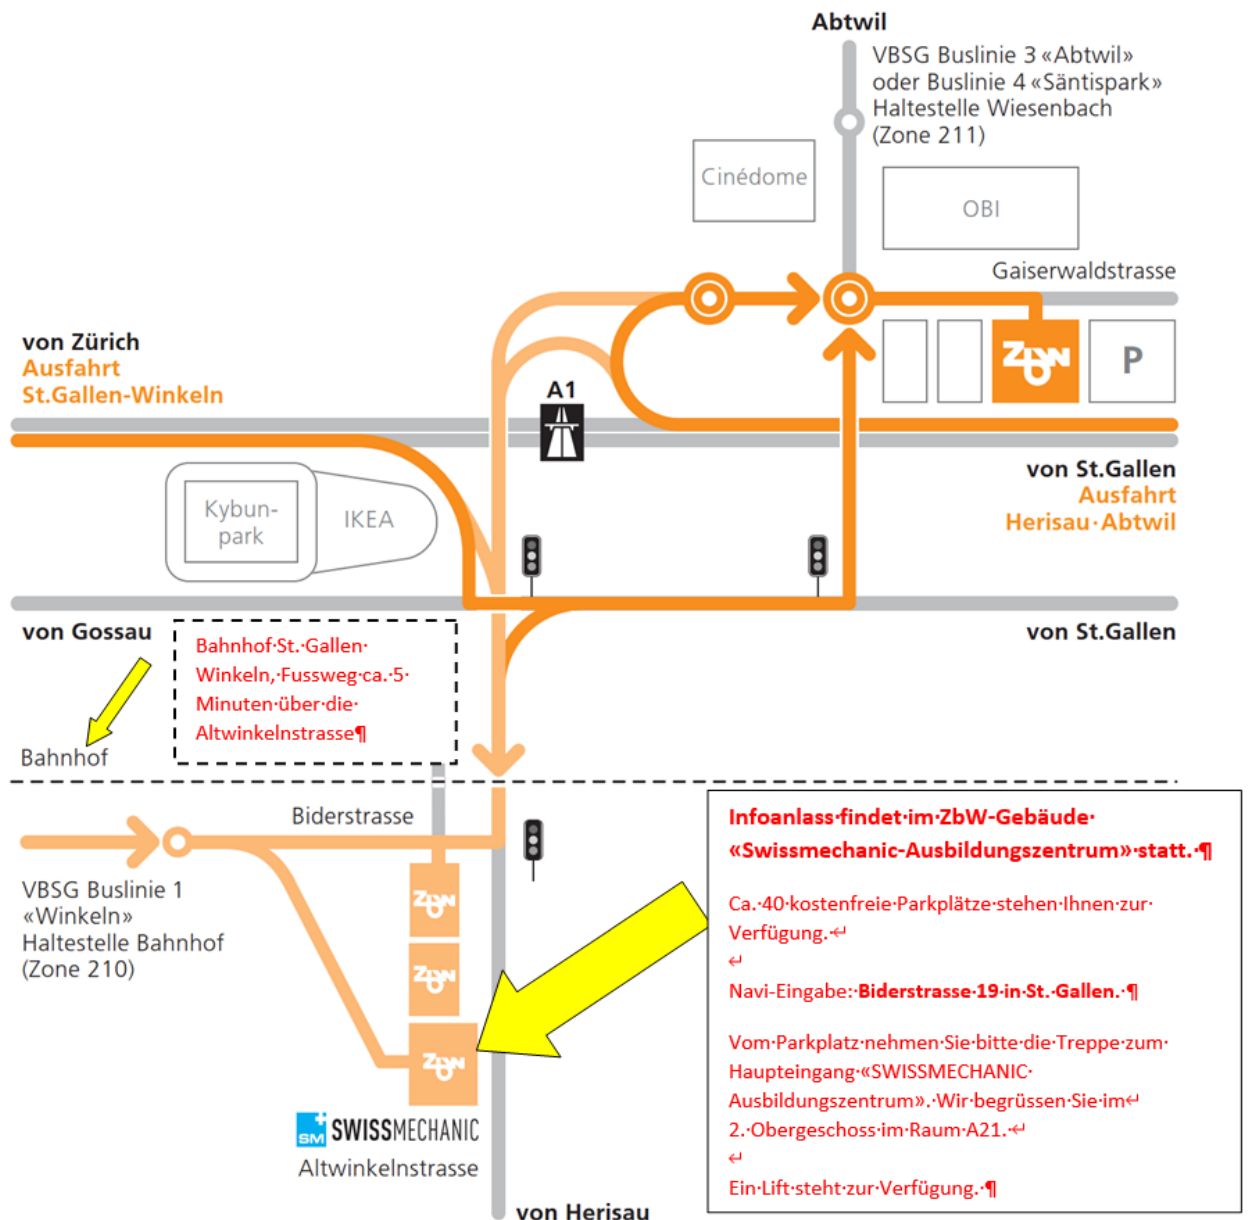 Abtwil
VBSG Buslinie 3 «Abtwil»
oder Buslinie 4 «Säntispark»
Haltestelle Wiesenbach
(Zone 211)
Cinédome
OBI
Gaiserwaldstrasse
von Zürich
Ausfahrt
St.Gallen-Winkeln
A1
ZbW
P
von St.Gallen
Ausfahrt
Herisau·Abtwil
Kybun-
park
IKEA
von Gossau
von St.Gallen
Bahnhof·St.·Gallen·
Winkeln,·Fussweg·ca.·5·
Minuten·über·die·
Altwinkelnstrasse¶
Bahnhof
Biderstrasse
VBSG Buslinie 1
«Winkeln»
Haltestelle Bahnhof
(Zone 210)
ZbW
ZbW
ZbW
SM SWISSMECHANIC
Altwinkelnstrasse
von Herisau
Infoanlass·findet·im·ZbW-Gebäude·
«Swissmechanic-Ausbildungszentrum»·statt.·¶
Ca.·40·kostenfreie·Parkplätze·stehen·Ihnen·zur·
Verfügung.·↵
↵
Navi-Eingabe:·Biderstrasse·19·in·St.·Gallen.·¶
Vom·Parkplatz·nehmen·Sie·bitte·die·Treppe·zum·
Haupteingang·«SWISSMECHANIC·
Ausbildungszentrum».·Wir·begrüssen·Sie·im↵
2.·Obergeschoss·im·Raum·A21.·↵
↵
Ein·Lift·steht·zur·Verfügung.·¶